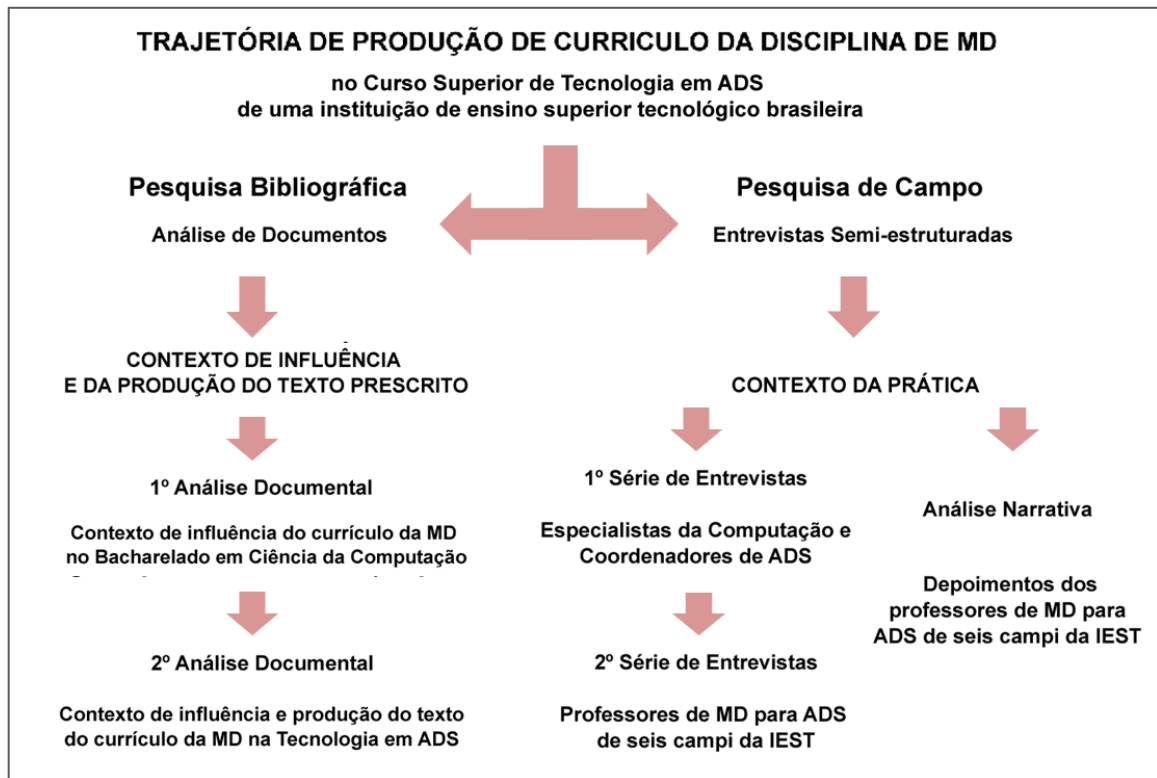 TRAJETÓRIA DE PRODUÇÃO DE CURRICULO DA DISCIPLINA DE MD
no Curso Superior de Tecnologia em ADS
de uma instituição de ensino superior tecnológico brasileira
Pesquisa Bibliográfica
Análise de Documentos
CONTEXTO DE INFLUÊNCIA
E DA PRODUÇÃO DO TEXTO PRESCRITO
1º Análise Documental
Contexto de influência do currículo da MD
no Bacharelado em Ciência da Computação
2º Análise Documental
Contexto de influência e produção do texto
do currículo da MD na Tecnologia em ADS
Pesquisa de Campo
Entrevistas Semi-estruturadas
CONTEXTO DA PRÁTICA
1º Série de Entrevistas
Especialistas da Computação e
Coordenadores de ADS
2º Série de Entrevistas
Professores de MD para ADS
de seis campi da IEST
Análise Narrativa
Depoimentos dos
professores de MD para
ADS de seis campi da IEST